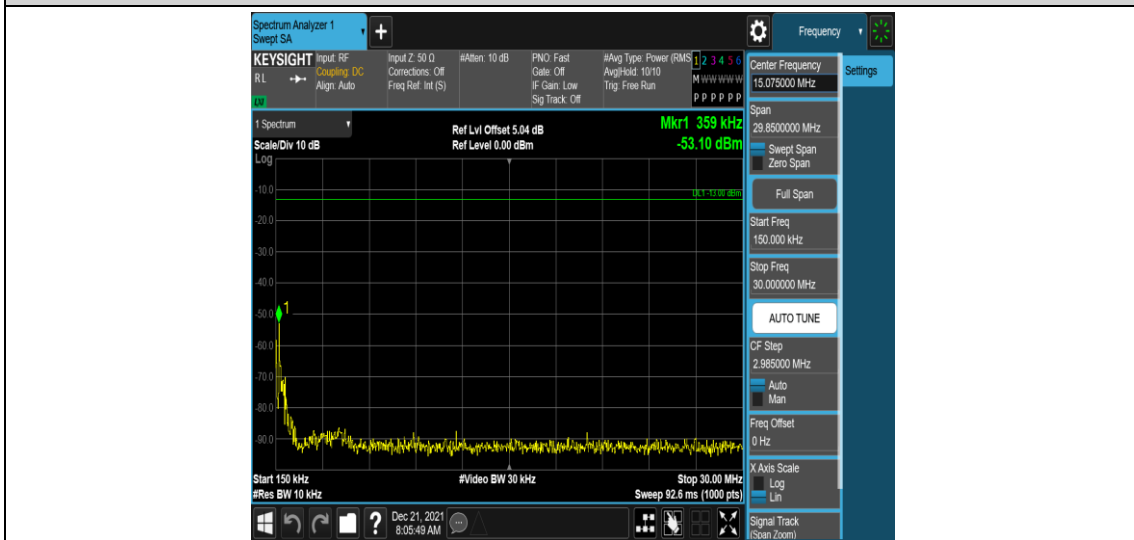 Spectrum Analyzer 1
Swept SA
Frequency
KEYSIGHT
RL
LXI
Input: RF
Coupling: DC
Align: Auto
Input Z: 50 Ω
Corrections: Off
Freq Ref: Int (S)
#Atten: 10 dB
PNO: Fast
Gate: Off
IF Gain: Low
Sig Track: Off
#Avg Type: Power (RMS
Avg|Hold: 10/10
Trig: Free Run
1 2 3 4 5 6
M W W W W W
P P P P P P
1 Spectrum
Scale/Div 10 dB
Log
Ref Lvl Offset 5.04 dB
Ref Level 0.00 dBm
Mkr1 359 kHz
-53.10 dBm
DL1 -13.00 dBm
-10.0
-20.0
-30.0
-40.0
-50.0
-60.0
-70.0
-80.0
-90.0
1
Start 150 kHz
#Res BW 10 kHz
#Video BW 30 kHz
Stop 30.00 MHz
Sweep 92.6 ms (1000 pts)
Center Frequency
15.075000 MHz
Settings
Span
29.8500000 MHz
Swept Span
Zero Span
Full Span
Start Freq
150.000 kHz
Stop Freq
30.000000 MHz
AUTO TUNE
CF Step
2.985000 MHz
Auto
Man
Freq Offset
0 Hz
X Axis Scale
Log
Lin
Signal Track
(Span Zoom)
?
Dec 21, 2021
8:05:49 AM